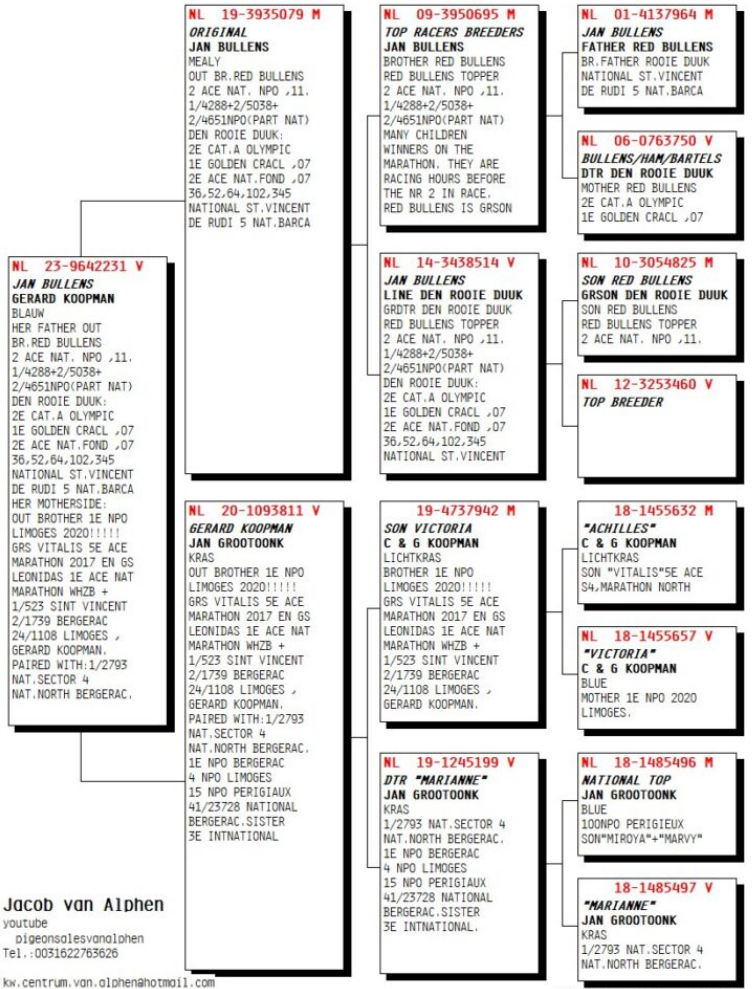 NL 23-9642231 V
JAN BULLENS
GERARD KOOPMAN
BLAUW
HER FATHER OUT
BR.RED BULLENS
2 ACE NAT. NPO ,11.
1/4288+2/5038+
2/4651NPO(PART NAT)
DEN ROOIE DUUK:
2E CAT.A OLYMPIC
1E GOLDEN CRACL ,07
2E ACE NAT.FOND ,07
36,52,64,102,345
NATIONAL ST.VINCENT
DE RUDI 5 NAT.BARCA
HER MOTHERSIDE:
OUT BROTHER 1E NPO
LIMOGES 2020!!!!!
GRS VITALIS 5E ACE
MARATHON 2017 EN GS
LEONIDAS 1E ACE NAT
MARATHON WHZB +
1/523 SINT VINCENT
2/1739 BERGERAC
24/1108 LIMOGES ,
GERARD KOOPMAN.
PAIRED WITH:1/2793
NAT.SECTOR 4
NAT.NORTH BERGERAC.
NL 19-3935079 M
ORIGINAL
JAN BULLENS
MEALY
OUT BR.RED BULLENS
2 ACE NAT. NPO ,11.
1/4288+2/5038+
2/4651NPO(PART NAT)
DEN ROOIE DUUK:
2E CAT.A OLYMPIC
1E GOLDEN CRACL ,07
2E ACE NAT.FOND ,07
36,52,64,102,345
NATIONAL ST.VINCENT
DE RUDI 5 NAT.BARCA
NL 20-1093811 V
GERARD KOOPMAN
JAN GROOTOONK
KRAS
OUT BROTHER 1E NPO
LIMOGES 2020!!!!!
GRS VITALIS 5E ACE
MARATHON 2017 EN GS
LEONIDAS 1E ACE NAT
MARATHON WHZB +
1/523 SINT VINCENT
2/1739 BERGERAC
24/1108 LIMOGES ,
GERARD KOOPMAN.
PAIRED WITH:1/2793
NAT.SECTOR 4
NAT.NORTH BERGERAC.
1E NPO BERGERAC
4 NPO LIMOGES
15 NPO PERIGIAUX
41/23728 NATIONAL
BERGERAC.SISTER
3E INTNATIONAL
NL 09-3950695 M
TOP RACERS BREEDERS
JAN BULLENS
BROTHER RED BULLENS
RED BULLENS TOPPER
2 ACE NAT. NPO ,11.
1/4288+2/5038+
2/4651NPO(PART NAT)
MANY CHILDREN
WINNERS ON THE
MARATHON. THEY ARE
RACING HOURS BEFORE
THE NR 2 IN RACE.
RED BULLENS IS GRSON
NL 14-3438514 V
JAN BULLENS
LINE DEN ROOIE DUUK
GRDTR DEN ROOIE DUUK
RED BULLENS TOPPER
2 ACE NAT. NPO ,11.
1/4288+2/5038+
2/4651NPO(PART NAT)
DEN ROOIE DUUK:
2E CAT.A OLYMPIC
1E GOLDEN CRACL ,07
2E ACE NAT.FOND ,07
36,52,64,102,345
NATIONAL ST.VINCENT
NL 19-4737942 M
SON VICTORIA
C & G KOOPMAN
LICHTKRAS
BROTHER 1E NPO
LIMOGES 2020!!!!!
GRS VITALIS 5E ACE
MARATHON 2017 EN GS
LEONIDAS 1E ACE NAT
MARATHON WHZB +
1/523 SINT VINCENT
2/1739 BERGERAC
24/1108 LIMOGES ,
GERARD KOOPMAN.
NL 19-1245199 V
DTR "MARIANNE"
JAN GROOTOONK
KRAS
1/2793 NAT.SECTOR 4
NAT.NORTH BERGERAC.
1E NPO BERGERAC
4 NPO LIMOGES
15 NPO PERIGIAUX
41/23728 NATIONAL
BERGERAC.SISTER
3E INTNATIONAL.
NL 01-4137964 M
JAN BULLENS
FATHER RED BULLENS
BR.FATHER ROOIE DUUK
NATIONAL ST.VINCENT
DE RUDI 5 NAT.BARCA
NL 06-0763750 V
BULLENS/HAM/BARTELS
DTR DEN ROOIE DUUK
MOTHER RED BULLENS
2E CAT.A OLYMPIC
1E GOLDEN CRACL ,07
NL 10-3054825 M
SON RED BULLENS
GRSON DEN ROOIE DUUK
SON RED BULLENS
RED BULLENS TOPPER
2 ACE NAT. NPO ,11.
NL 12-3253460 V
TOP BREEDER
18-1455632 M
"ACHILLES"
C & G KOOPMAN
LICHTKRAS
SON "VITALIS"5E ACE
S4,MARATHON NORTH
NL 18-1455657 V
"VICTORIA"
C & G KOOPMAN
BLUE
MOTHER 1E NPO 2020
LIMOGES.
NL 18-1485496 M
NATIONAL TOP
JAN GROOTOONK
BLUE
100NPO PERIGIEUX
SON"MIROYA"+"MARVY"
18-1485497 V
"MARIANNE"
JAN GROOTOONK
KRAS
1/2793 NAT.SECTOR 4
NAT.NORTH BERGERAC.
Jacob van Alphen
youtube
pigeonsalesvanalphen
Tel.:0031622763626
kw.centrum.van.alphen@hotmail.com